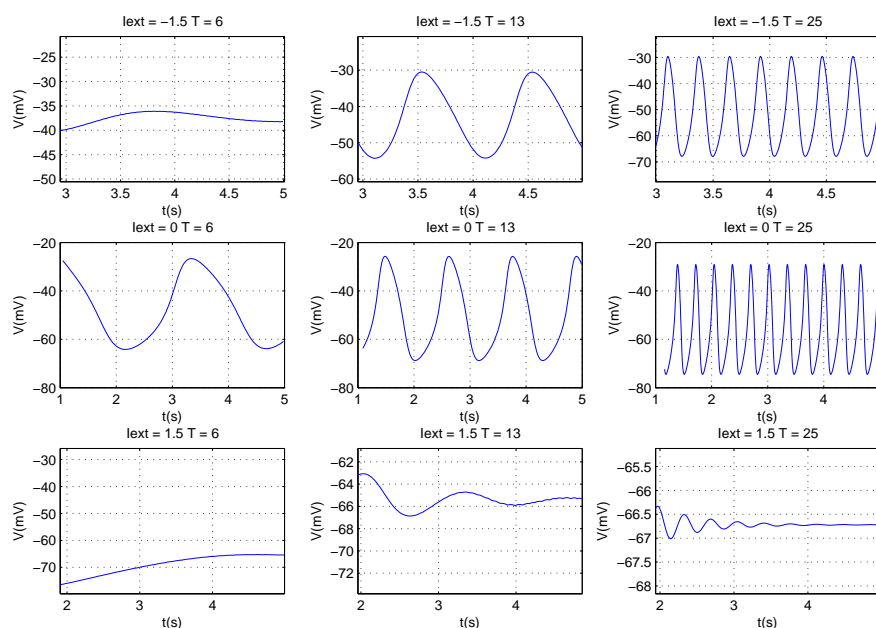 Iext = −1.5 T = 6
V(mV)
−25
−30
−35
−40
−45
−50
3
3.5
4
4.5
5
t(s)
Iext = −1.5 T = 13
V(mV)
−30
−40
−50
−60
3
3.5
4
4.5
t(s)
Iext = −1.5 T = 25
V(mV)
−30
−40
−50
−60
−70
3
3.5
4
4.5
t(s)
Iext = 0 T = 6
V(mV)
−20
−40
−60
−80
1
2
3
4
5
t(s)
Iext = 0 T = 13
V(mV)
−20
−40
−60
−80
1
2
3
4
5
t(s)
Iext = 0 T = 25
V(mV)
−20
−40
−60
−80
1
2
3
4
t(s)
Iext = 1.5 T = 6
V(mV)
−30
−40
−50
−60
−70
2
3
4
t(s)
Iext = 1.5 T = 13
V(mV)
−62
−64
−66
−68
−70
−72
2
3
4
t(s)
Iext = 1.5 T = 25
V(mV)
−65.5
−66
−66.5
−67
−67.5
−68
2
3
4
t(s)